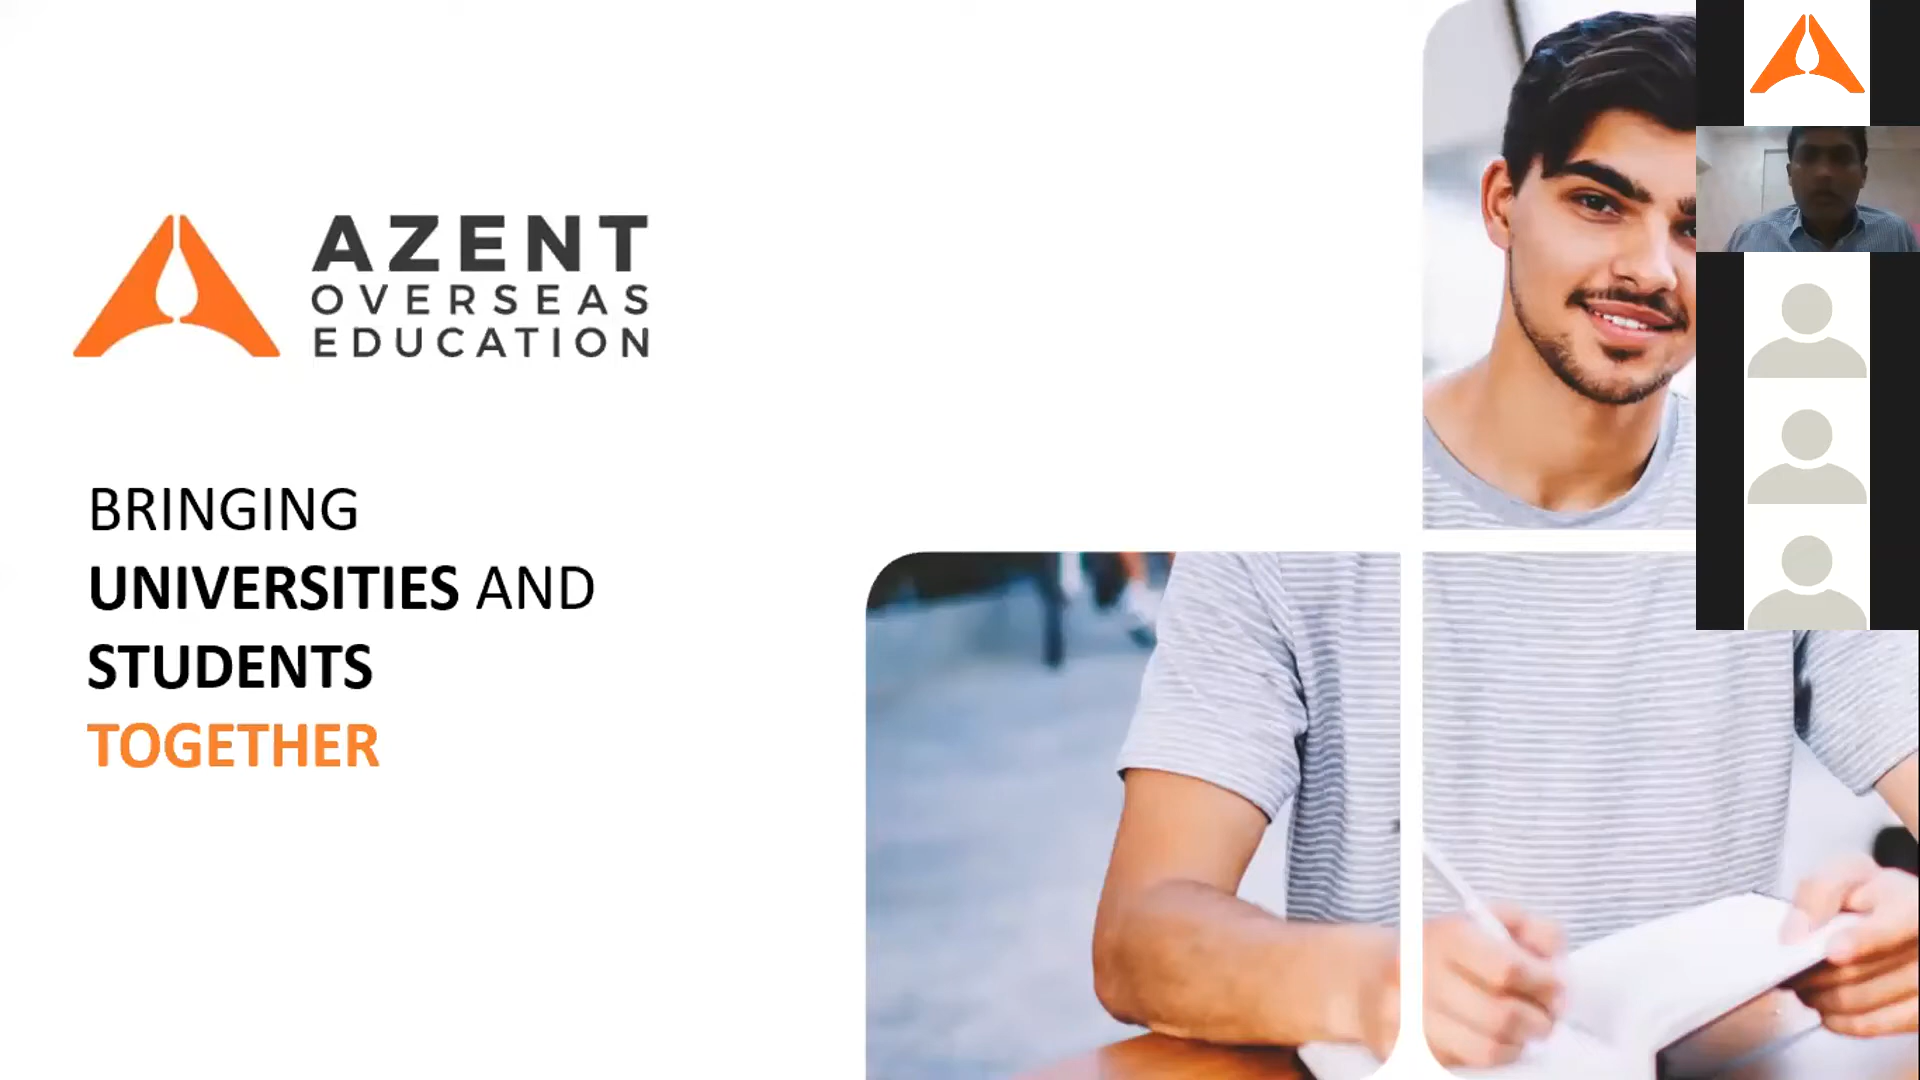 AZENT
OVERSEAS
EDUCATION
BRINGING
UNIVERSITIES AND
STUDENTS
TOGETHER